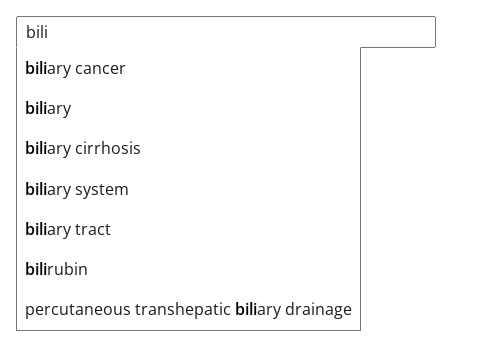 bili
biliary cancer
biliary
biliary cirrhosis
biliary system
biliary tract
bilirubin
percutaneous transhepatic biliary drainage